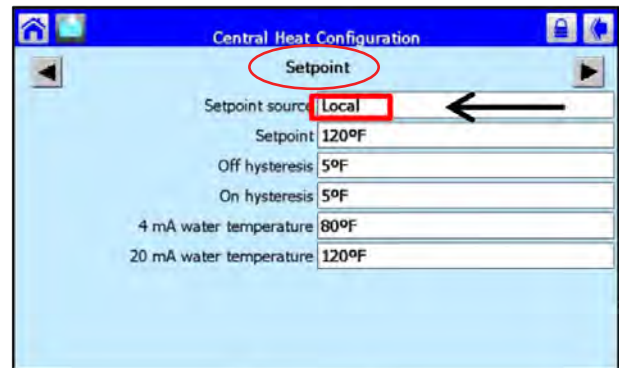 Central Heat Configuration
Setpoint
Setpoint source Local
Setpoint 120ºF
Off hysteresis 5ºF
On hysteresis 5ºF
4 mA water temperature 80ºF
20 mA water temperature 120ºF